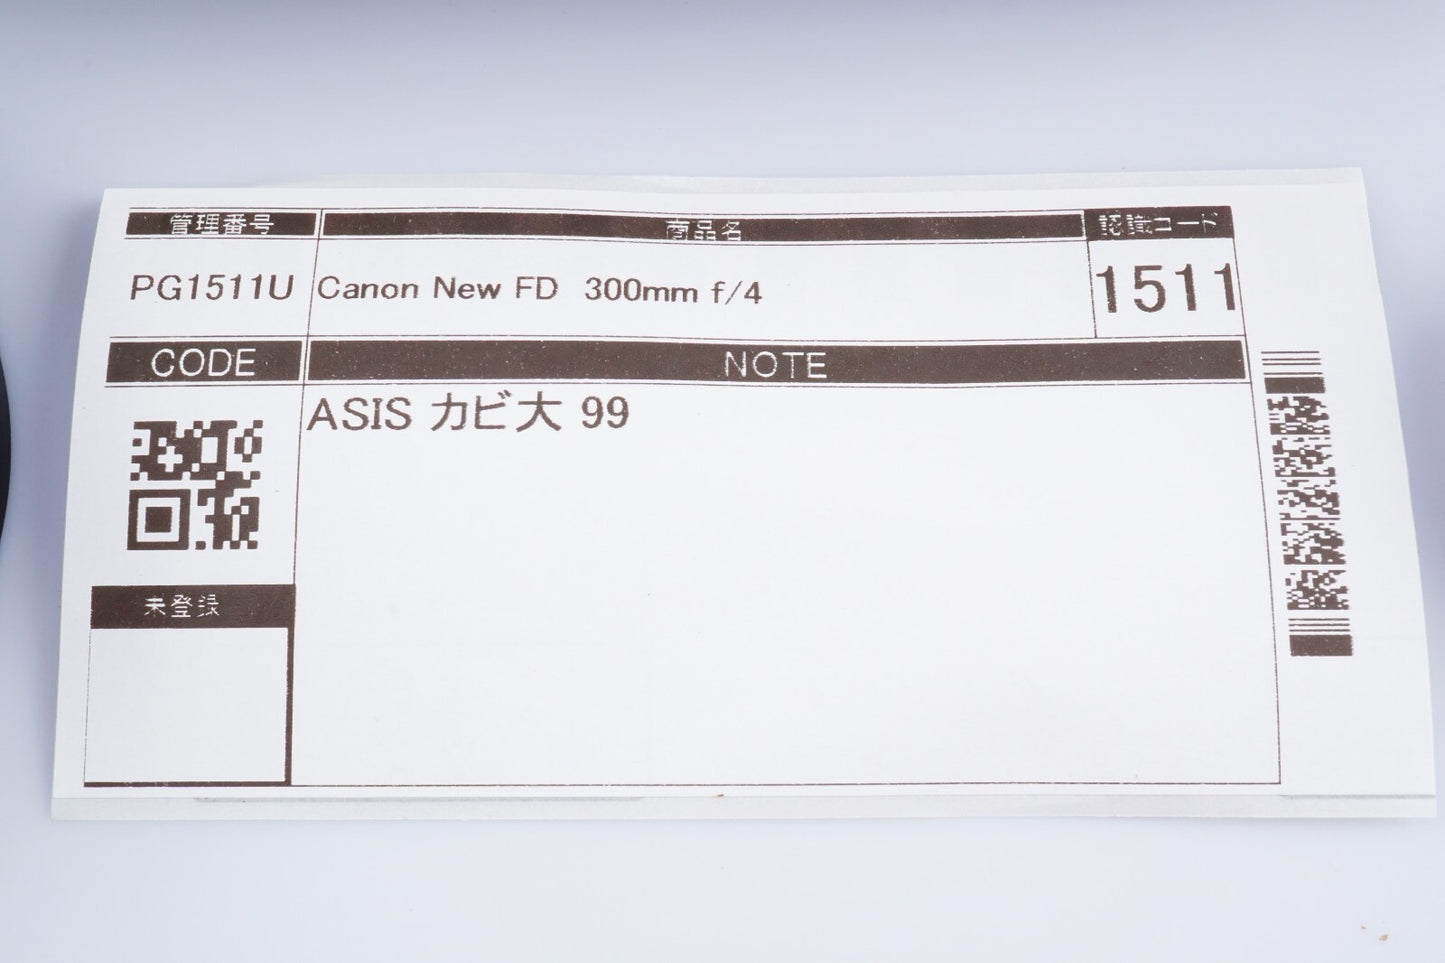 管理番号 商品名 認識コード
PG1511U Canon New FD 300mm f/4 1511
CODE NOTE
ASIS カビ大 99
未登録